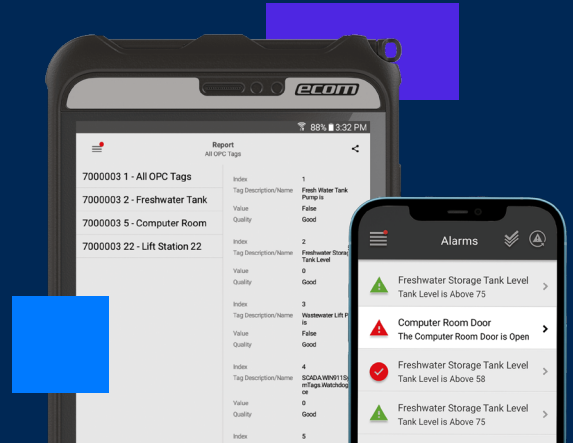 ecom
88% 3:32 PM
Report
All OPC Tags
7000003 1 - All OPC Tags
7000003 2 - Freshwater Tank
7000003 5 - Computer Room
7000003 22 - Lift Station 22
Index 1
Tag Description/Name Fresh Water Tank
Pump is
Value False
Quality Good
Index 2
Tag Description/Name Freshwater Storag
Tank Level
Value 0
Quality Good
Index 3
Tag Description/Name Wastewater Lift P
is
Value False
Quality Good
Index 4
Tag Description/Name SCADA.WIN911Sy
mTags.Watchdog
ce
Value 0
Quality Good
Index 5
Alarms
Freshwater Storage Tank Level
Tank Level is Above 75
Computer Room Door
The Computer Room Door is Open
Freshwater Storage Tank Level
Tank Level is Above 58
Freshwater Storage Tank Level
Tank Level is Above 75